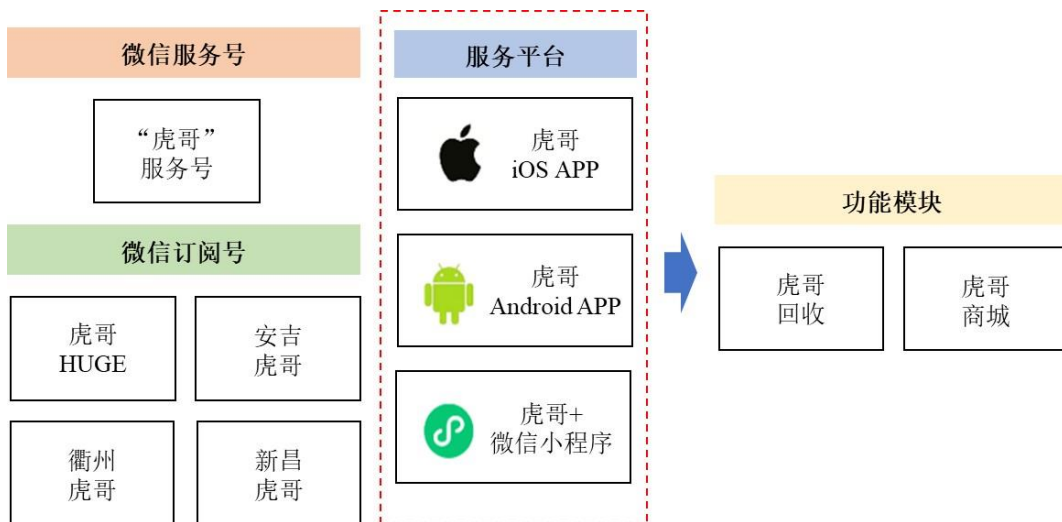 微信服务号
“虎哥”
服务号
微信订阅号
虎哥
HUGE
安吉
虎哥
衢州
虎哥
新昌
虎哥
服务平台
虎哥
iOS APP
虎哥
Android APP
虎哥+
微信小程序
功能模块
虎哥
回收
虎哥
商城